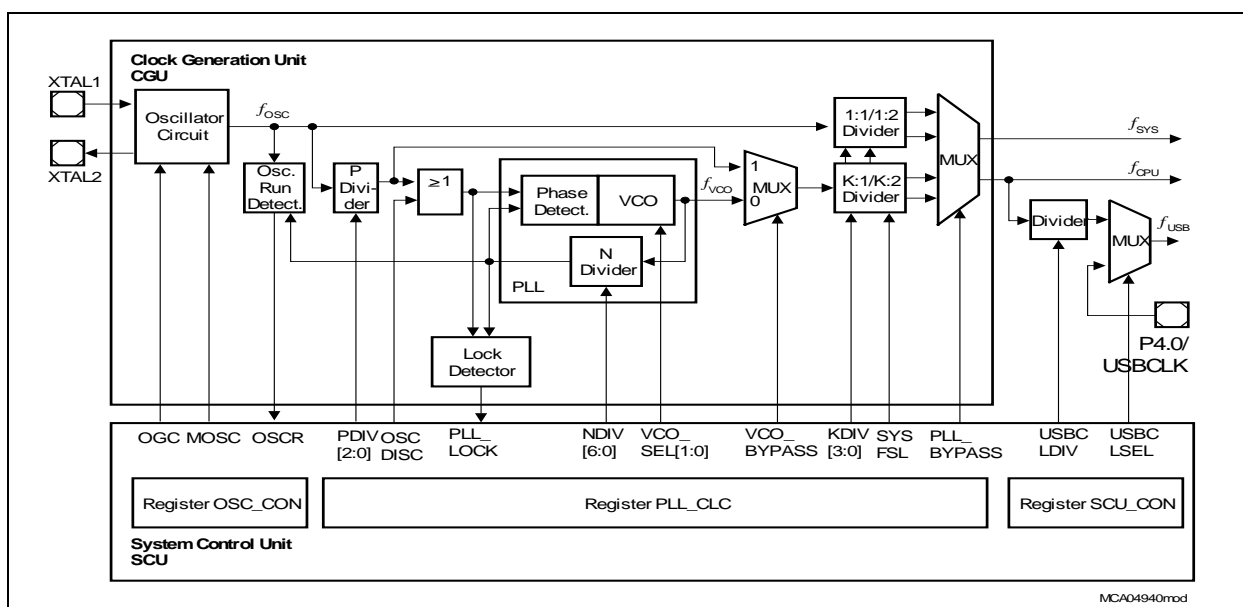 Clock Generation Unit
CGU
XTAL1
XTAL2
Oscillator
Circuit
fOSC
Osc.
Run
Detect.
P
Divi-
der
≥1
Phase
Detect.
VCO
N
Divider
PLL
fVCO
1
MUX
0
1:1/1:2
Divider
K:1/K:2
Divider
MUX
fSYS
fCPU
Divider
MUX
fUSB
P4.0/
USBCLK
Lock
Detector
OGC
MOSC
OSCR
PDIV
[2:0]
OSC
DISC
PLL_
LOCK
NDIV
[6:0]
VCO_
SEL[1:0]
VCO_
BYPASS
KDIV
[3:0]
SYS
FSL
PLL_
BYPASS
USBC
LDIV
USBC
LSEL
Register OSC_CON
Register PLL_CLC
Register SCU_CON
System Control Unit
SCU
MCA04940mod